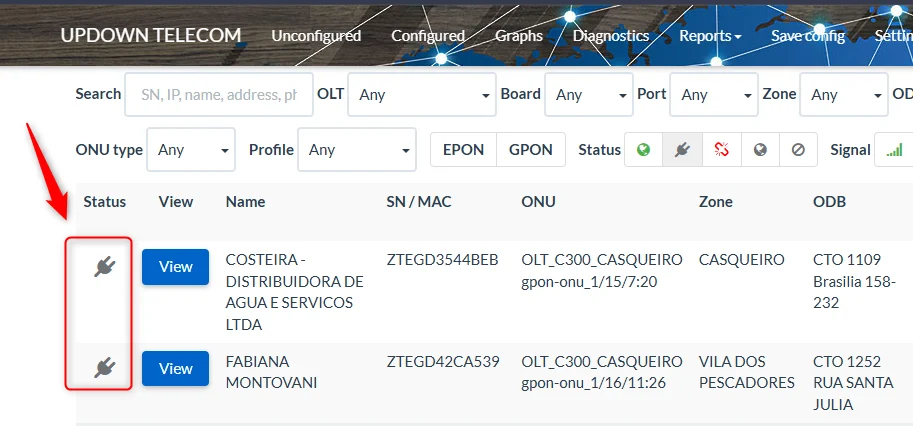 UPDOWN TELECOM Unconfigured Configured Graphs Diagnostics Reports Save config Settin
Search SN, IP, name, address, ph OLT Any Board Any Port Any Zone Any OD
ONU type Any Profile Any EPON GPON Status Signal
Status View Name SN / MAC ONU Zone ODB
View COSTEIRA - ZTEGD3544BEB OLT_C300_CASQUEIRO CASQUEIRO CTO 1109
DISTRIBUIDORA DE gpon-onu_1/15/7:20 Brasilia 158-
AGUA E SERVICOS 232
LTDA
View FABIANA ZTEGD42CA539 OLT_C300_CASQUEIRO VILA DOS CTO 1252
MONTOVANI gpon-onu_1/16/11:26 PESCADORES RUA SANTA
JULIA